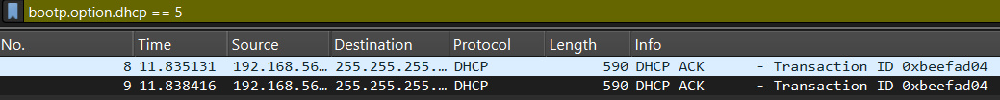 bootp.option.dhcp == 5
No. Time Source Destination Protocol Length Info
8 11.835131 192.168.56… 255.255.255.… DHCP 590 DHCP ACK - Transaction ID 0xbeefad04
9 11.838416 192.168.56… 255.255.255.… DHCP 590 DHCP ACK - Transaction ID 0xbeefad04